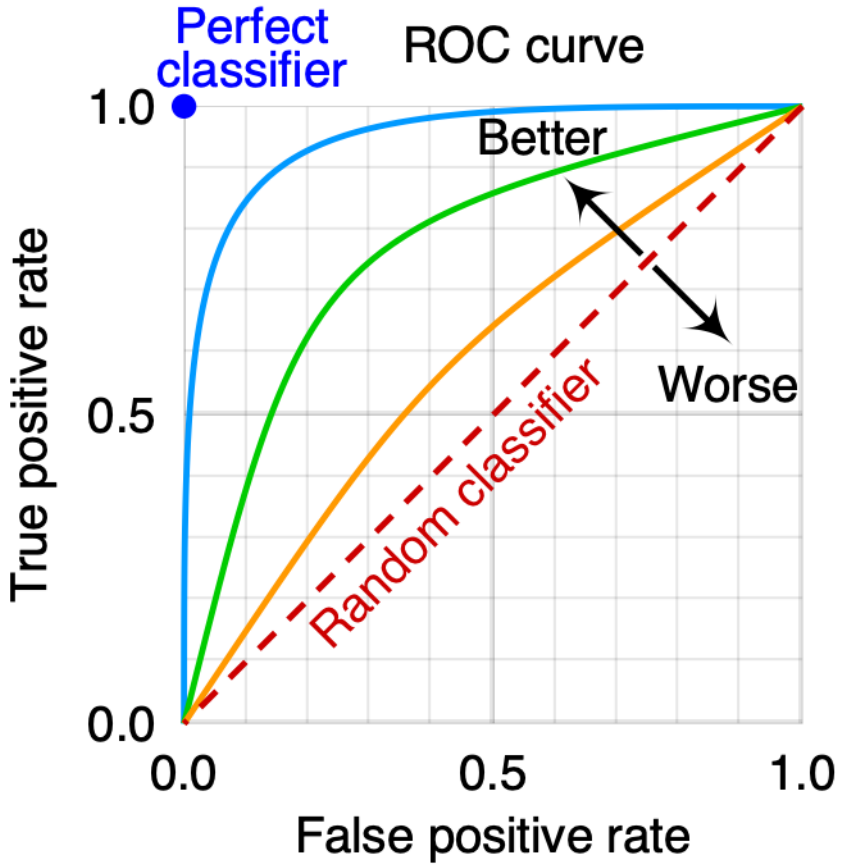 Perfect
classifier
ROC curve
1.0
Better
True positive rate
Worse
0.5
Random classifier
0.0
0.0
0.5
1.0
False positive rate